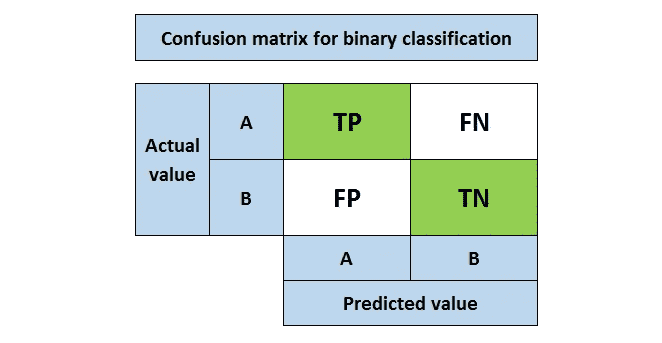 Confusion matrix for binary classification
Actual
value
A
TP
FN
B
FP
TN
A
B
Predicted value